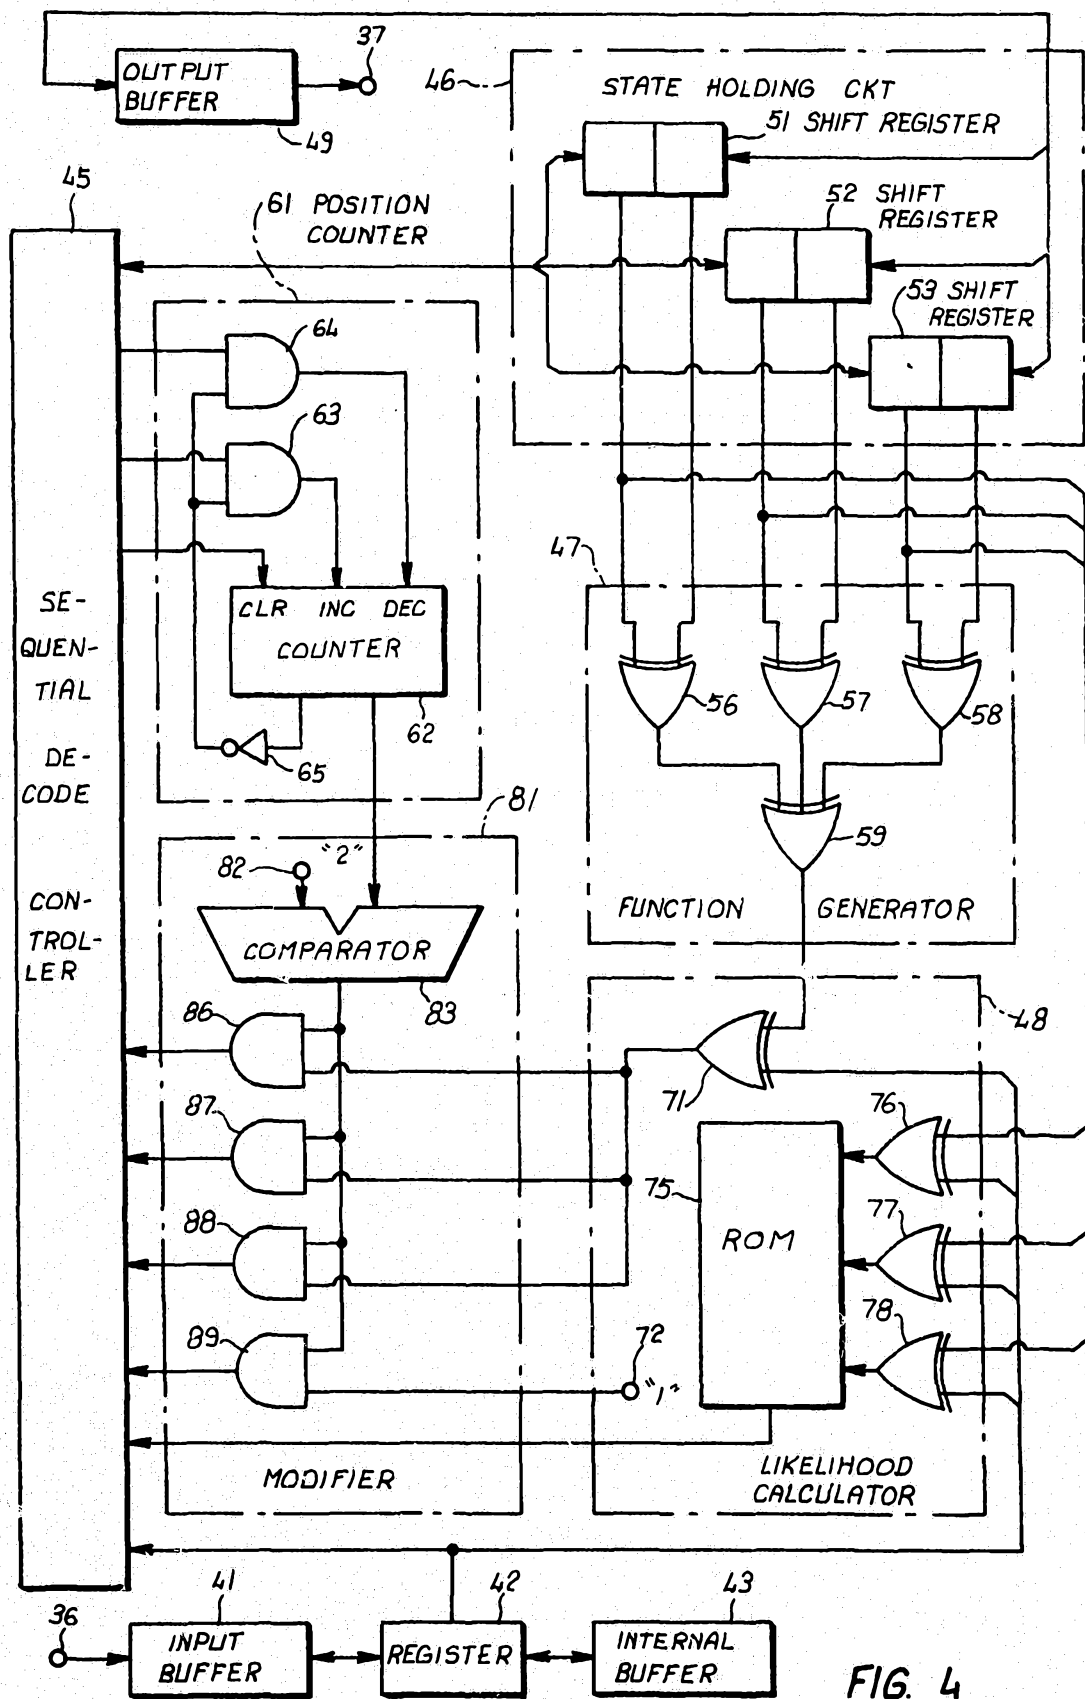 37
OUTPUT
BUFFER
49
46
STATE HOLDING CKT
51 SHIFT REGISTER
52 SHIFT
REGISTER
53 SHIFT
REGISTER
45
61 POSITION
COUNTER
64
63
CLR INC DEC
COUNTER
62
65
SE-
QUEN-
TIAL
DE-
CODE
CON-
TROL-
LER
47
56
57
58
59
FUNCTION GENERATOR
81
82
"2"
COMPARATOR
83
86
87
88
89
MODIFIER
48
71
76
77
78
75
ROM
72
"1"
LIKELIHOOD
CALCULATOR
36
41
INPUT
BUFFER
42
REGISTER
43
INTERNAL
BUFFER
FIG. 4